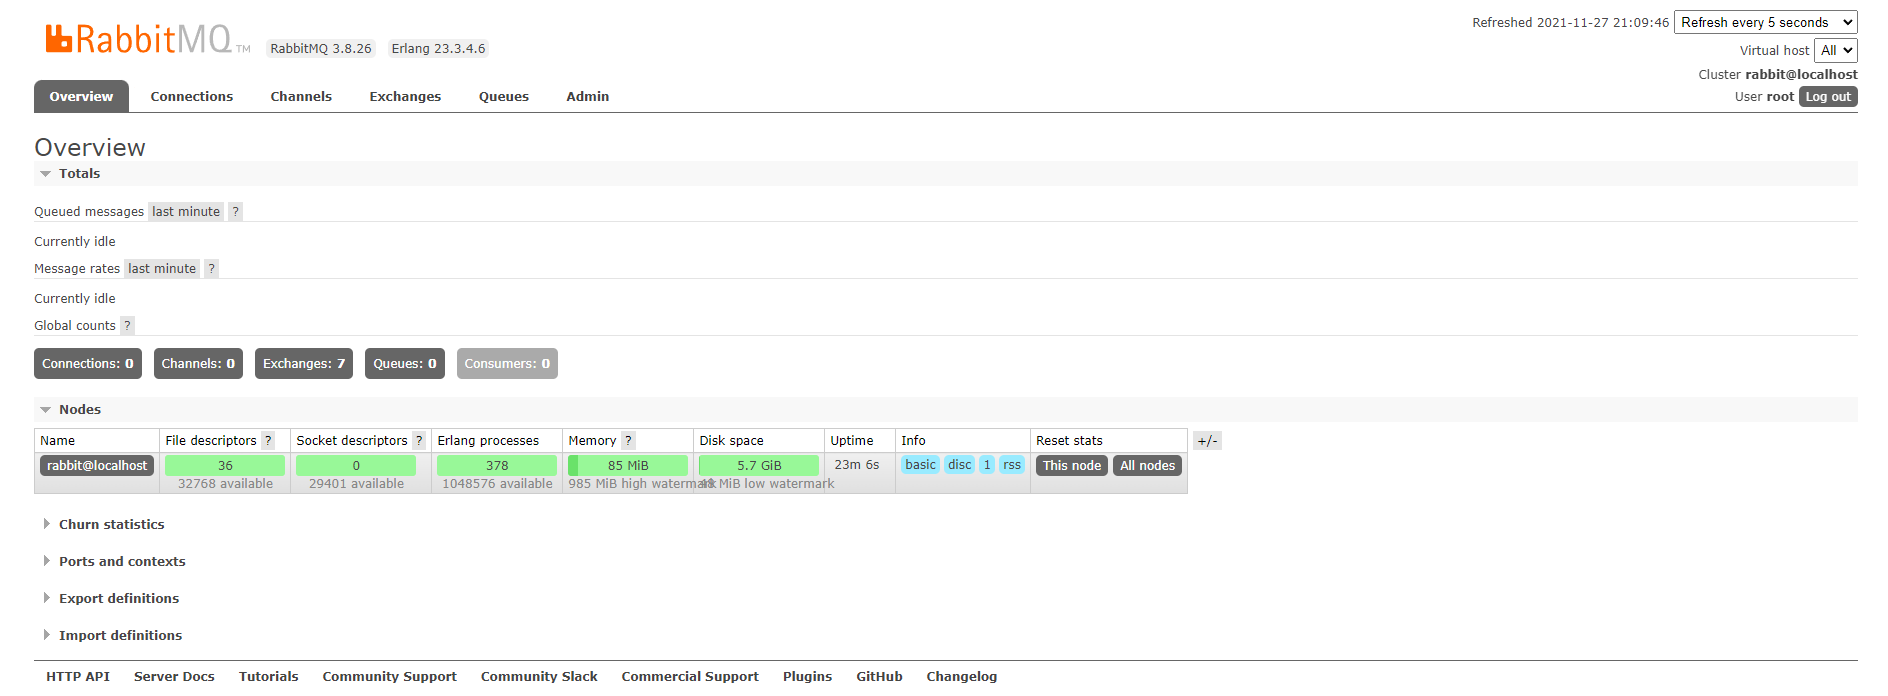 RabbitMQ TM RabbitMQ 3.8.26 Erlang 23.3.4.6
Refreshed 2021-11-27 21:09:46 Refresh every 5 seconds
Virtual host All
Cluster rabbit@localhost
User root Log out
Overview Connections Channels Exchanges Queues Admin
Overview
Totals
Queued messages last minute ?
Currently idle
Message rates last minute ?
Currently idle
Global counts ?
Connections: 0 Channels: 0 Exchanges: 7 Queues: 0 Consumers: 0
Nodes
Name File descriptors ? Socket descriptors ? Erlang processes Memory ? Disk space Uptime Info Reset stats +/-
rabbit@localhost 36 0 378 85 MiB 5.7 GiB 23m 6s basic disc 1 rss This node All nodes
32768 available 29401 available 1048576 available 985 MiB high watermark 48 MiB low watermark
Churn statistics
Ports and contexts
Export definitions
Import definitions
HTTP API Server Docs Tutorials Community Support Community Slack Commercial Support Plugins GitHub Changelog